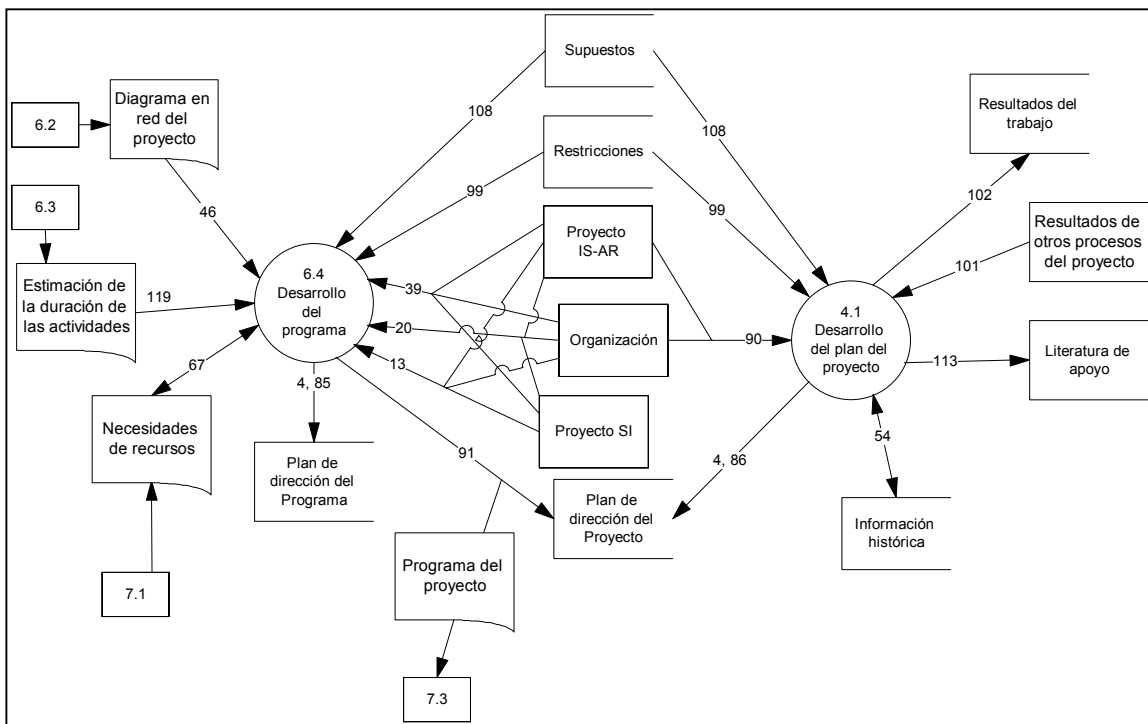 Supuestos
108
108
Diagrama en
red del
proyecto
6.2
Resultados del
trabajo
Restricciones
99
99
102
6.3
46
Proyecto
IS-AR
Resultados de
otros procesos
del proyecto
101
Estimación de
la duración de
las actividades
119
6.4
Desarrollo
del
programa
39
20
13
Organización
90
4.1
Desarrollo
del plan del
proyecto
113
Literatura de
apoyo
67
4, 85
Proyecto SI
Necesidades
de recursos
91
4, 86
54
Plan de
dirección del
Programa
Plan de
dirección del
Proyecto
Información
histórica
Programa del
proyecto
7.1
7.3